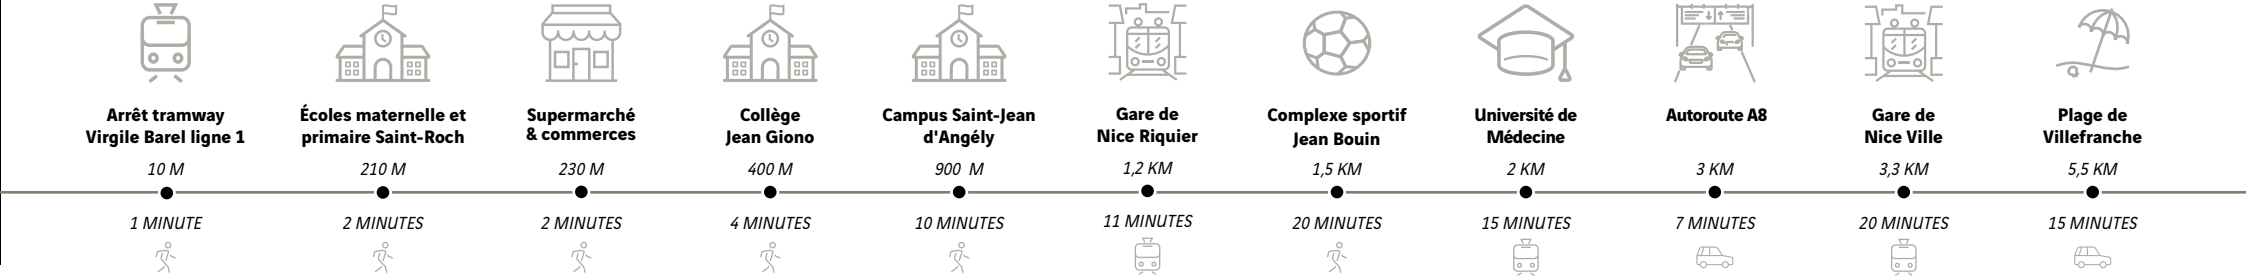 Arrêt tramway
Virgile Barel ligne 1
10 M
1 MINUTE
Écoles maternelle et
primaire Saint-Roch
210 M
2 MINUTES
Supermarché
& commerces
230 M
2 MINUTES
Collège
Jean Giono
400 M
4 MINUTES
Campus Saint-Jean
d'Angély
900 M
10 MINUTES
Gare de
Nice Riquier
1,2 KM
11 MINUTES
Complexe sportif
Jean Bouin
1,5 KM
20 MINUTES
Université de
Médecine
2 KM
15 MINUTES
Autoroute A8
3 KM
7 MINUTES
Gare de
Nice Ville
3,3 KM
20 MINUTES
Plage de
Villefranche
5,5 KM
15 MINUTES